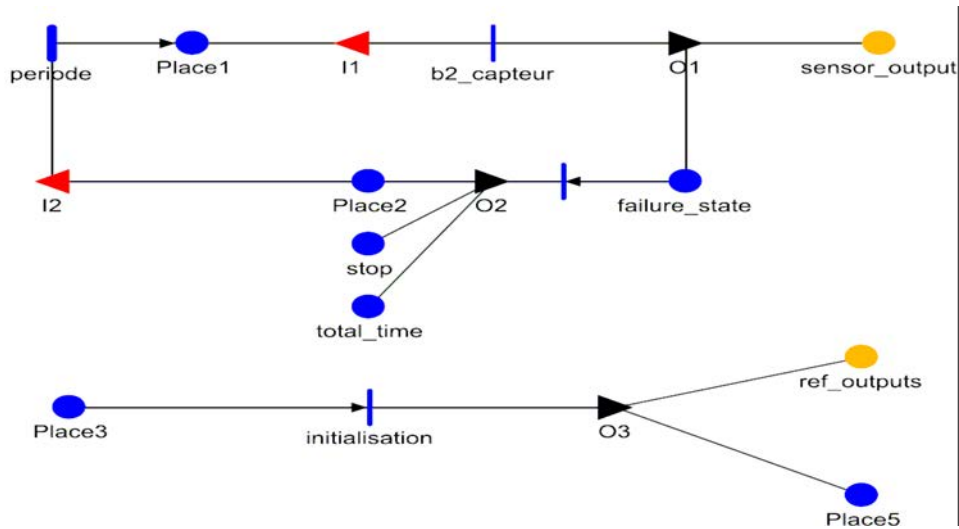 periode
Place1
I1
b2_capteur
O1
sensor_output
I2
Place2
O2
failure_state
stop
total_time
ref_outputs
Place3
initialisation
O3
Place5